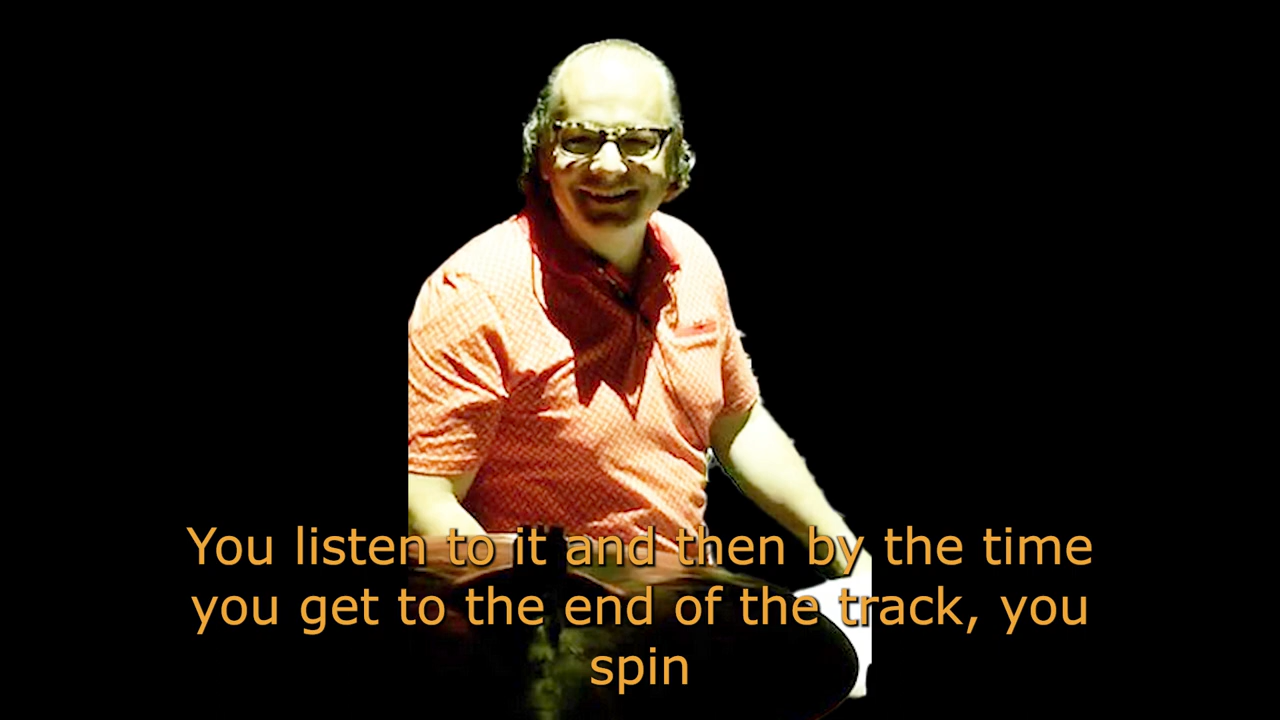 You listen to it and then by the time
you get to the end of the track, you
spin